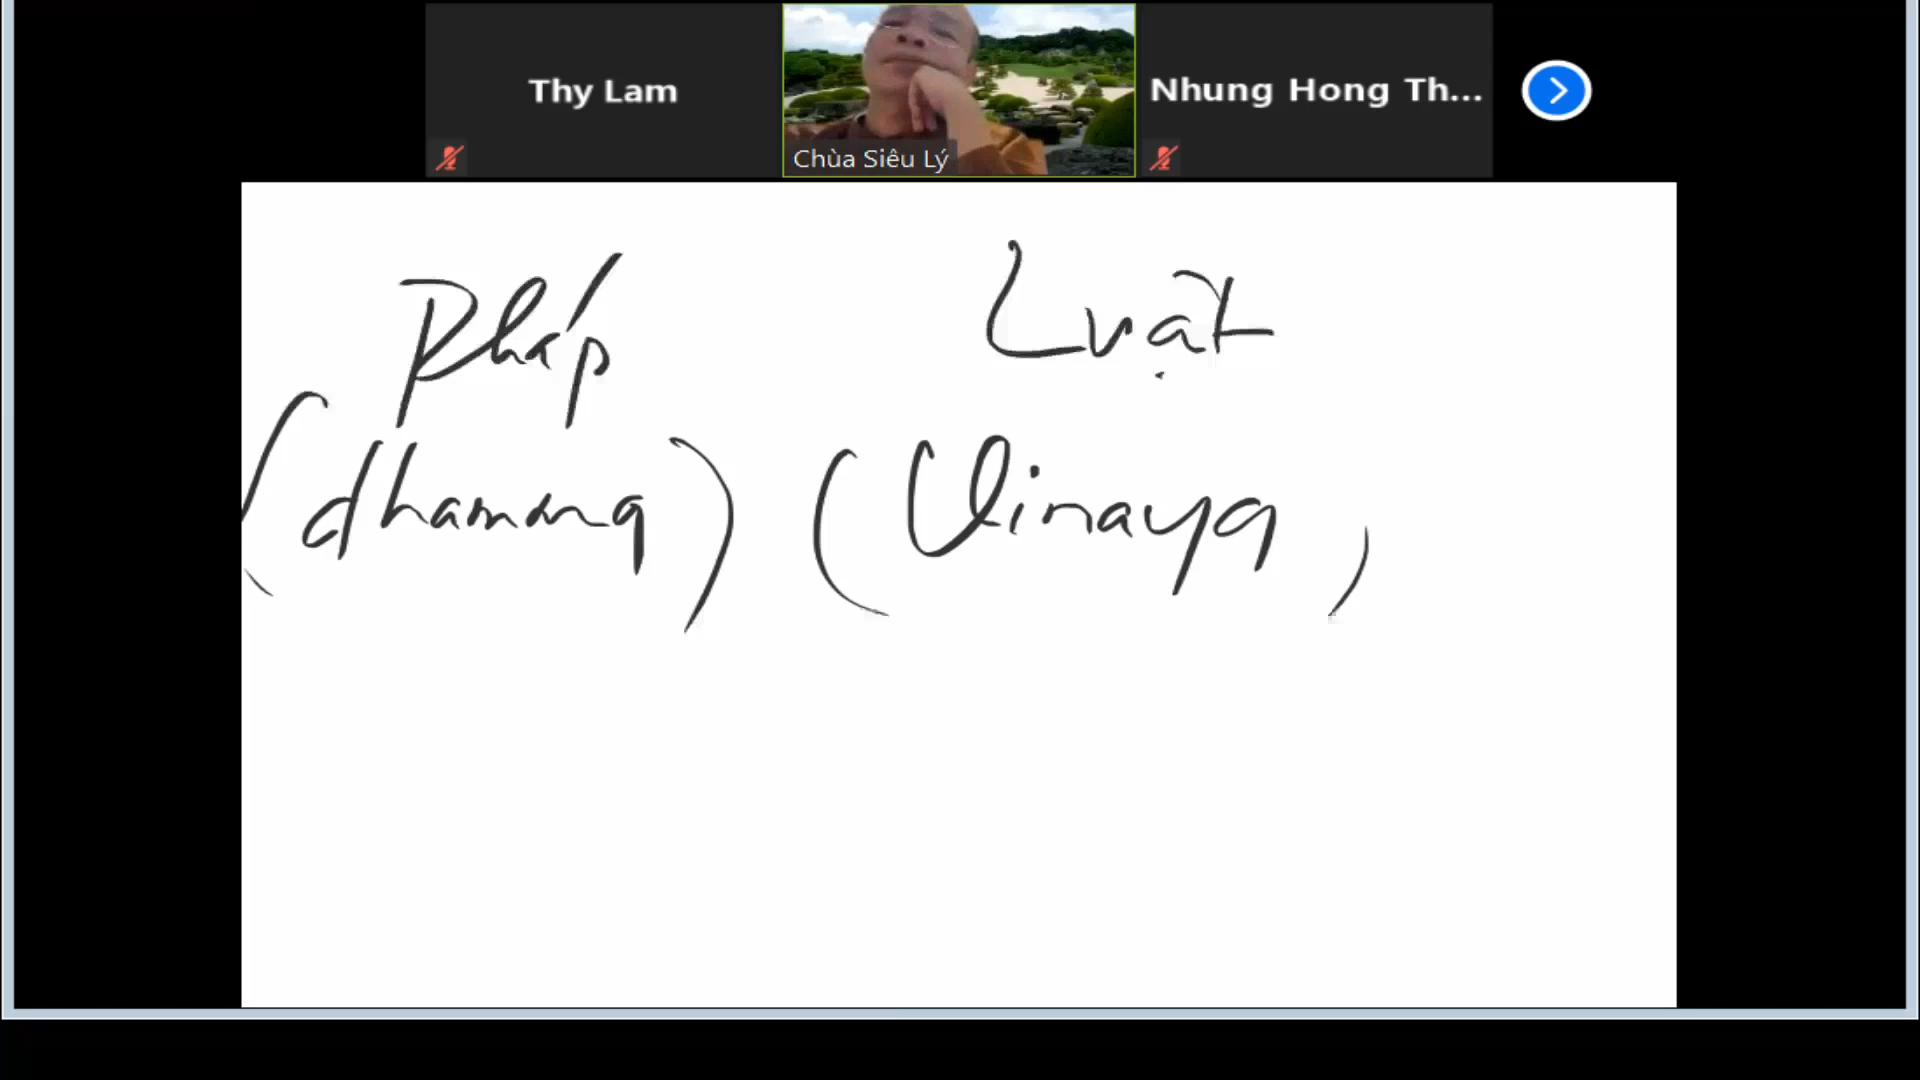 Thy Lam
Nhung Hong Th...
Chùa Siêu Lý
Pháp Luật
(dhamma) (Vinaya)